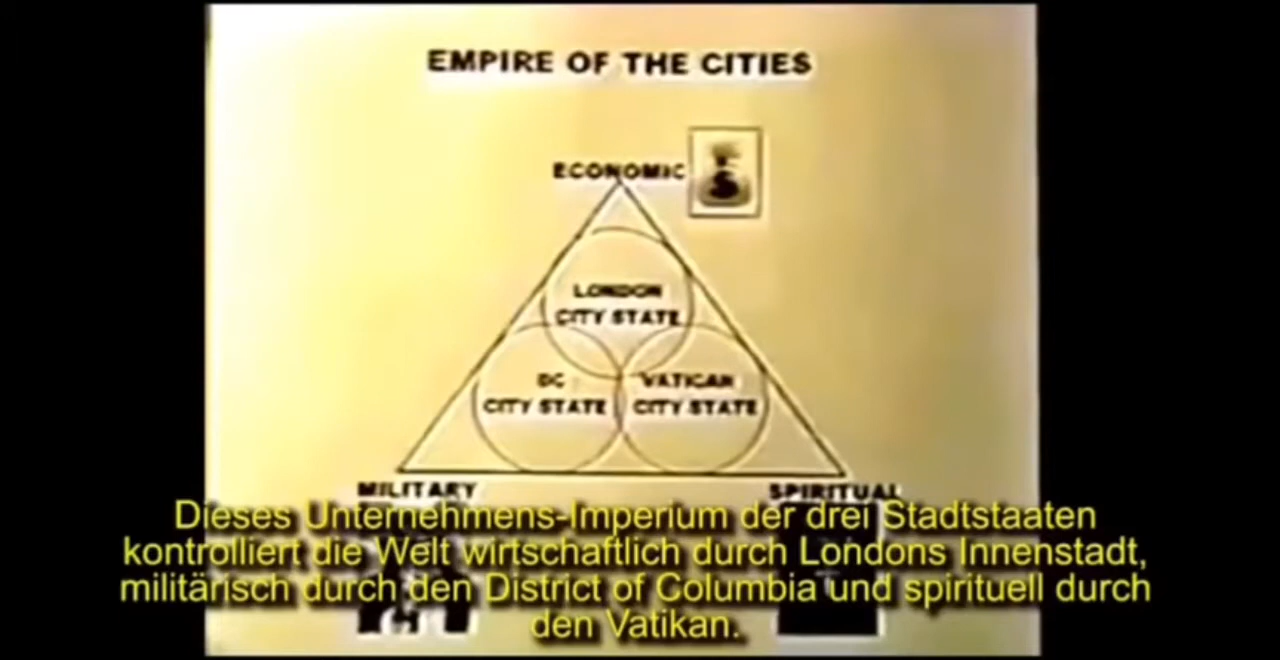 EMPIRE OF THE CITIES
ECONOMIC
$
LONDON
CITY STATE
DC
CITY STATE
VATICAN
CITY STATE
MILITARY
SPIRITUAL
Dieses Unternehmens-Imperium der drei Stadtstaaten
kontrolliert die Welt wirtschaftlich durch Londons Innenstadt,
militärisch durch den District of Columbia und spirituell durch
den Vatikan.